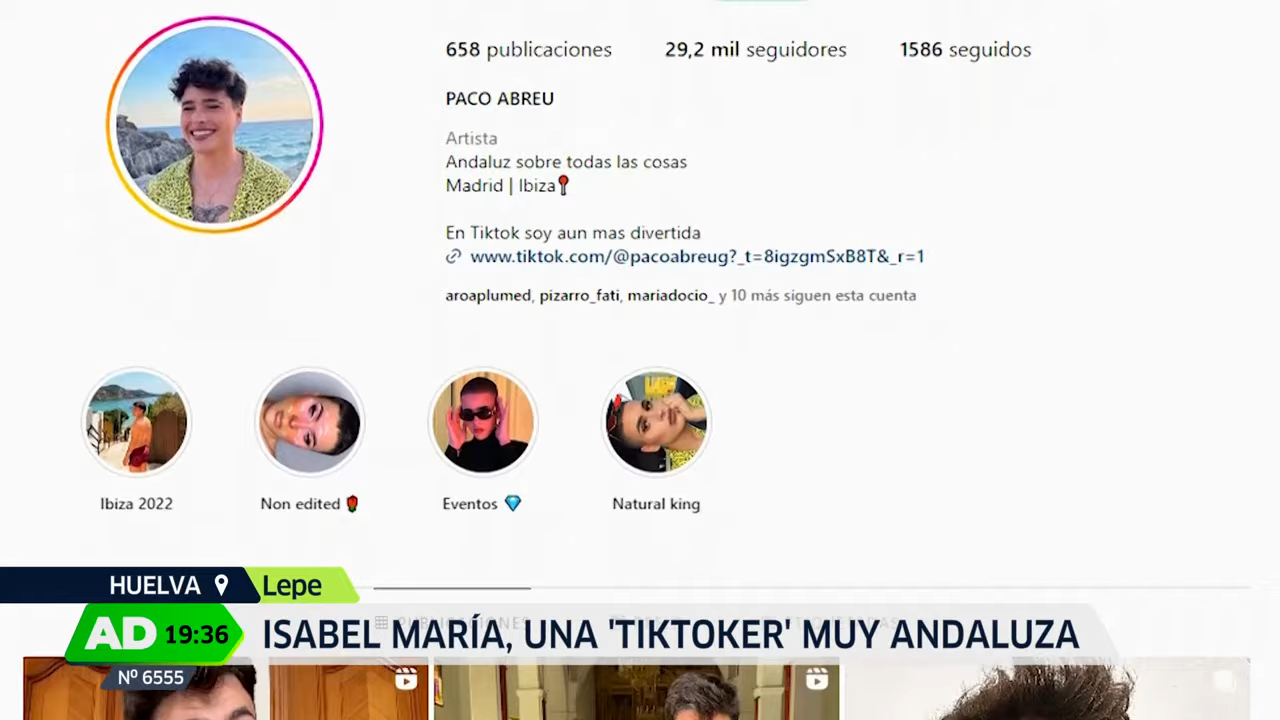 658 publicaciones 29,2 mil seguidores 1586 seguidos
PACO ABREU
Artista
Andaluz sobre todas las cosas
Madrid | Ibiza📍
En Tiktok soy aun mas divertida
www.tiktok.com/@pacoabreug?_t=8igzgmSxB8T&_r=1
aroaplumed, pizarro_fati, mariadocio_ y 10 más siguen esta cuenta
Ibiza 2022
Non edited 🌹
Eventos 💎
Natural king
HUELVA Lepe
PUBLICACIONES
AD 19:36 ISABEL MARÍA, UNA 'TIKTOKER' MUY ANDALUZA
Nº 6555